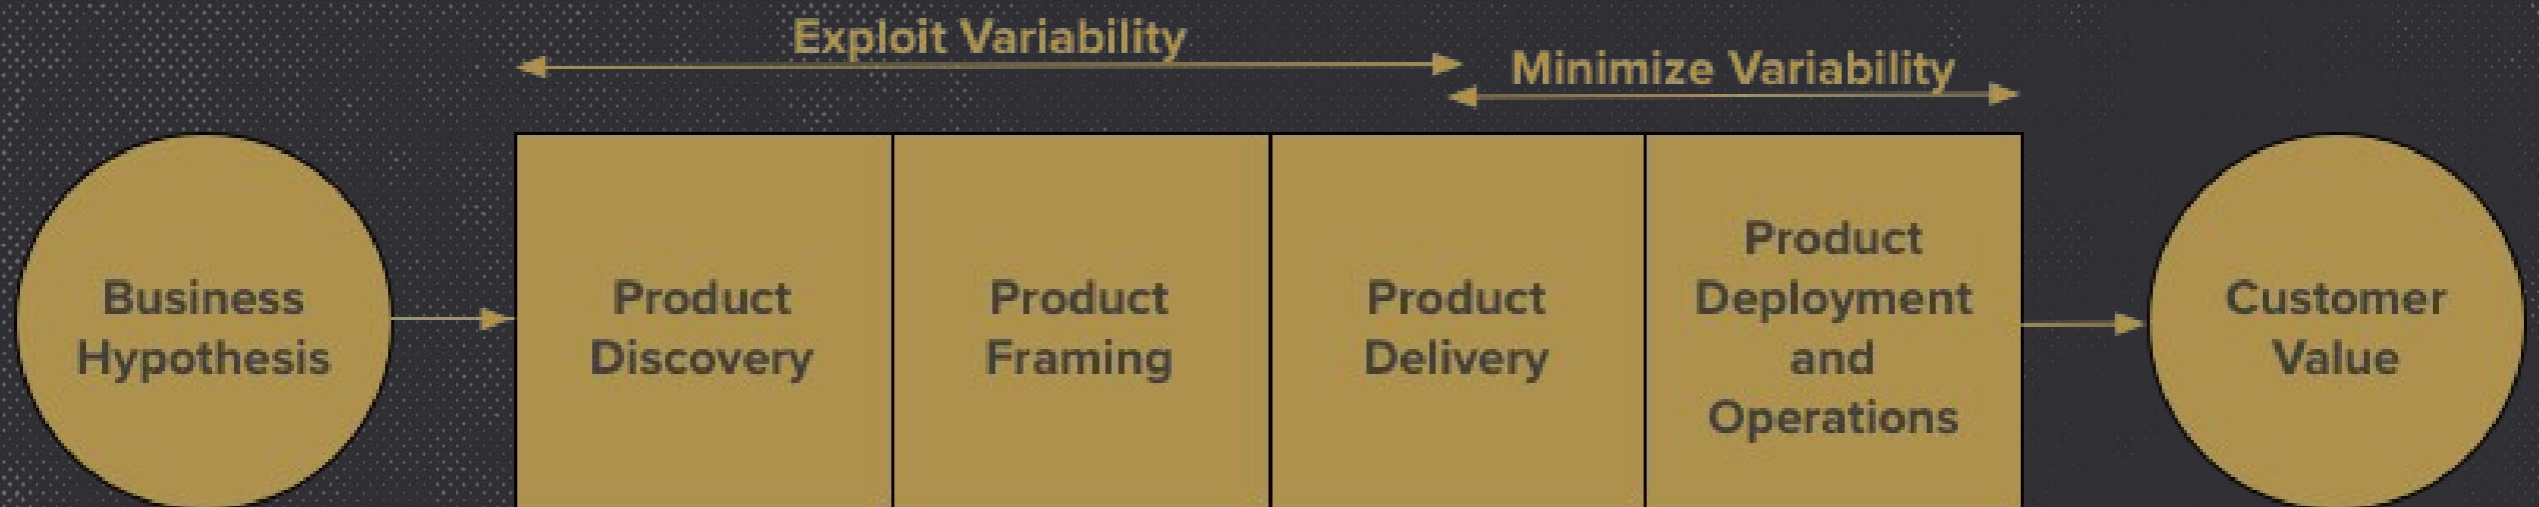 Exploit Variability
Minimize Variability
Business
Hypothesis
Product
Discovery
Product
Framing
Product
Delivery
Product
Deployment
and
Operations
Customer
Value